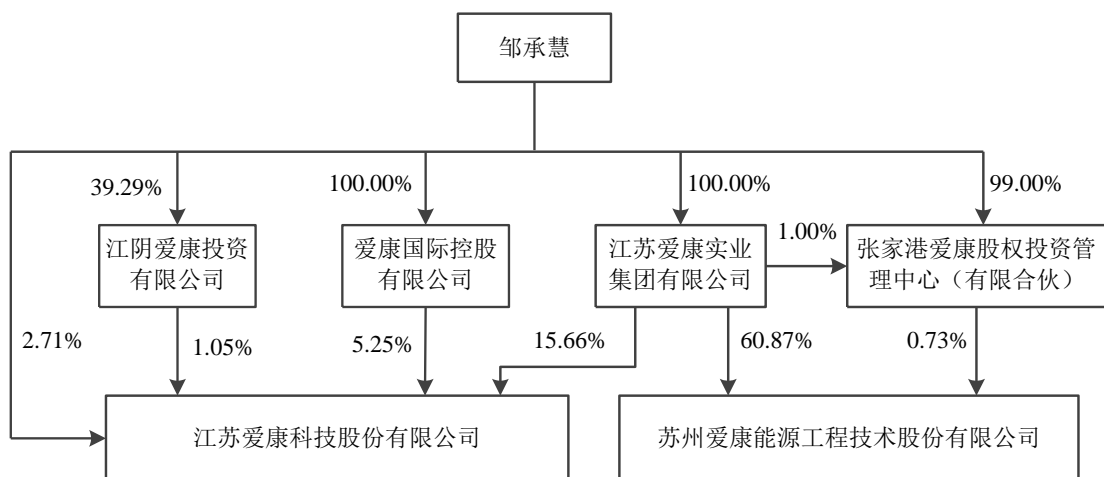 邹承慧
39.29%
100.00%
100.00%
99.00%
江阴爱康投资
有限公司
爱康国际控股
有限公司
江苏爱康实业
集团有限公司
1.00%
张家港爱康股权投资管
理中心（有限合伙）
2.71%
1.05%
5.25%
15.66%
60.87%
0.73%
江苏爱康科技股份有限公司
苏州爱康能源工程技术股份有限公司